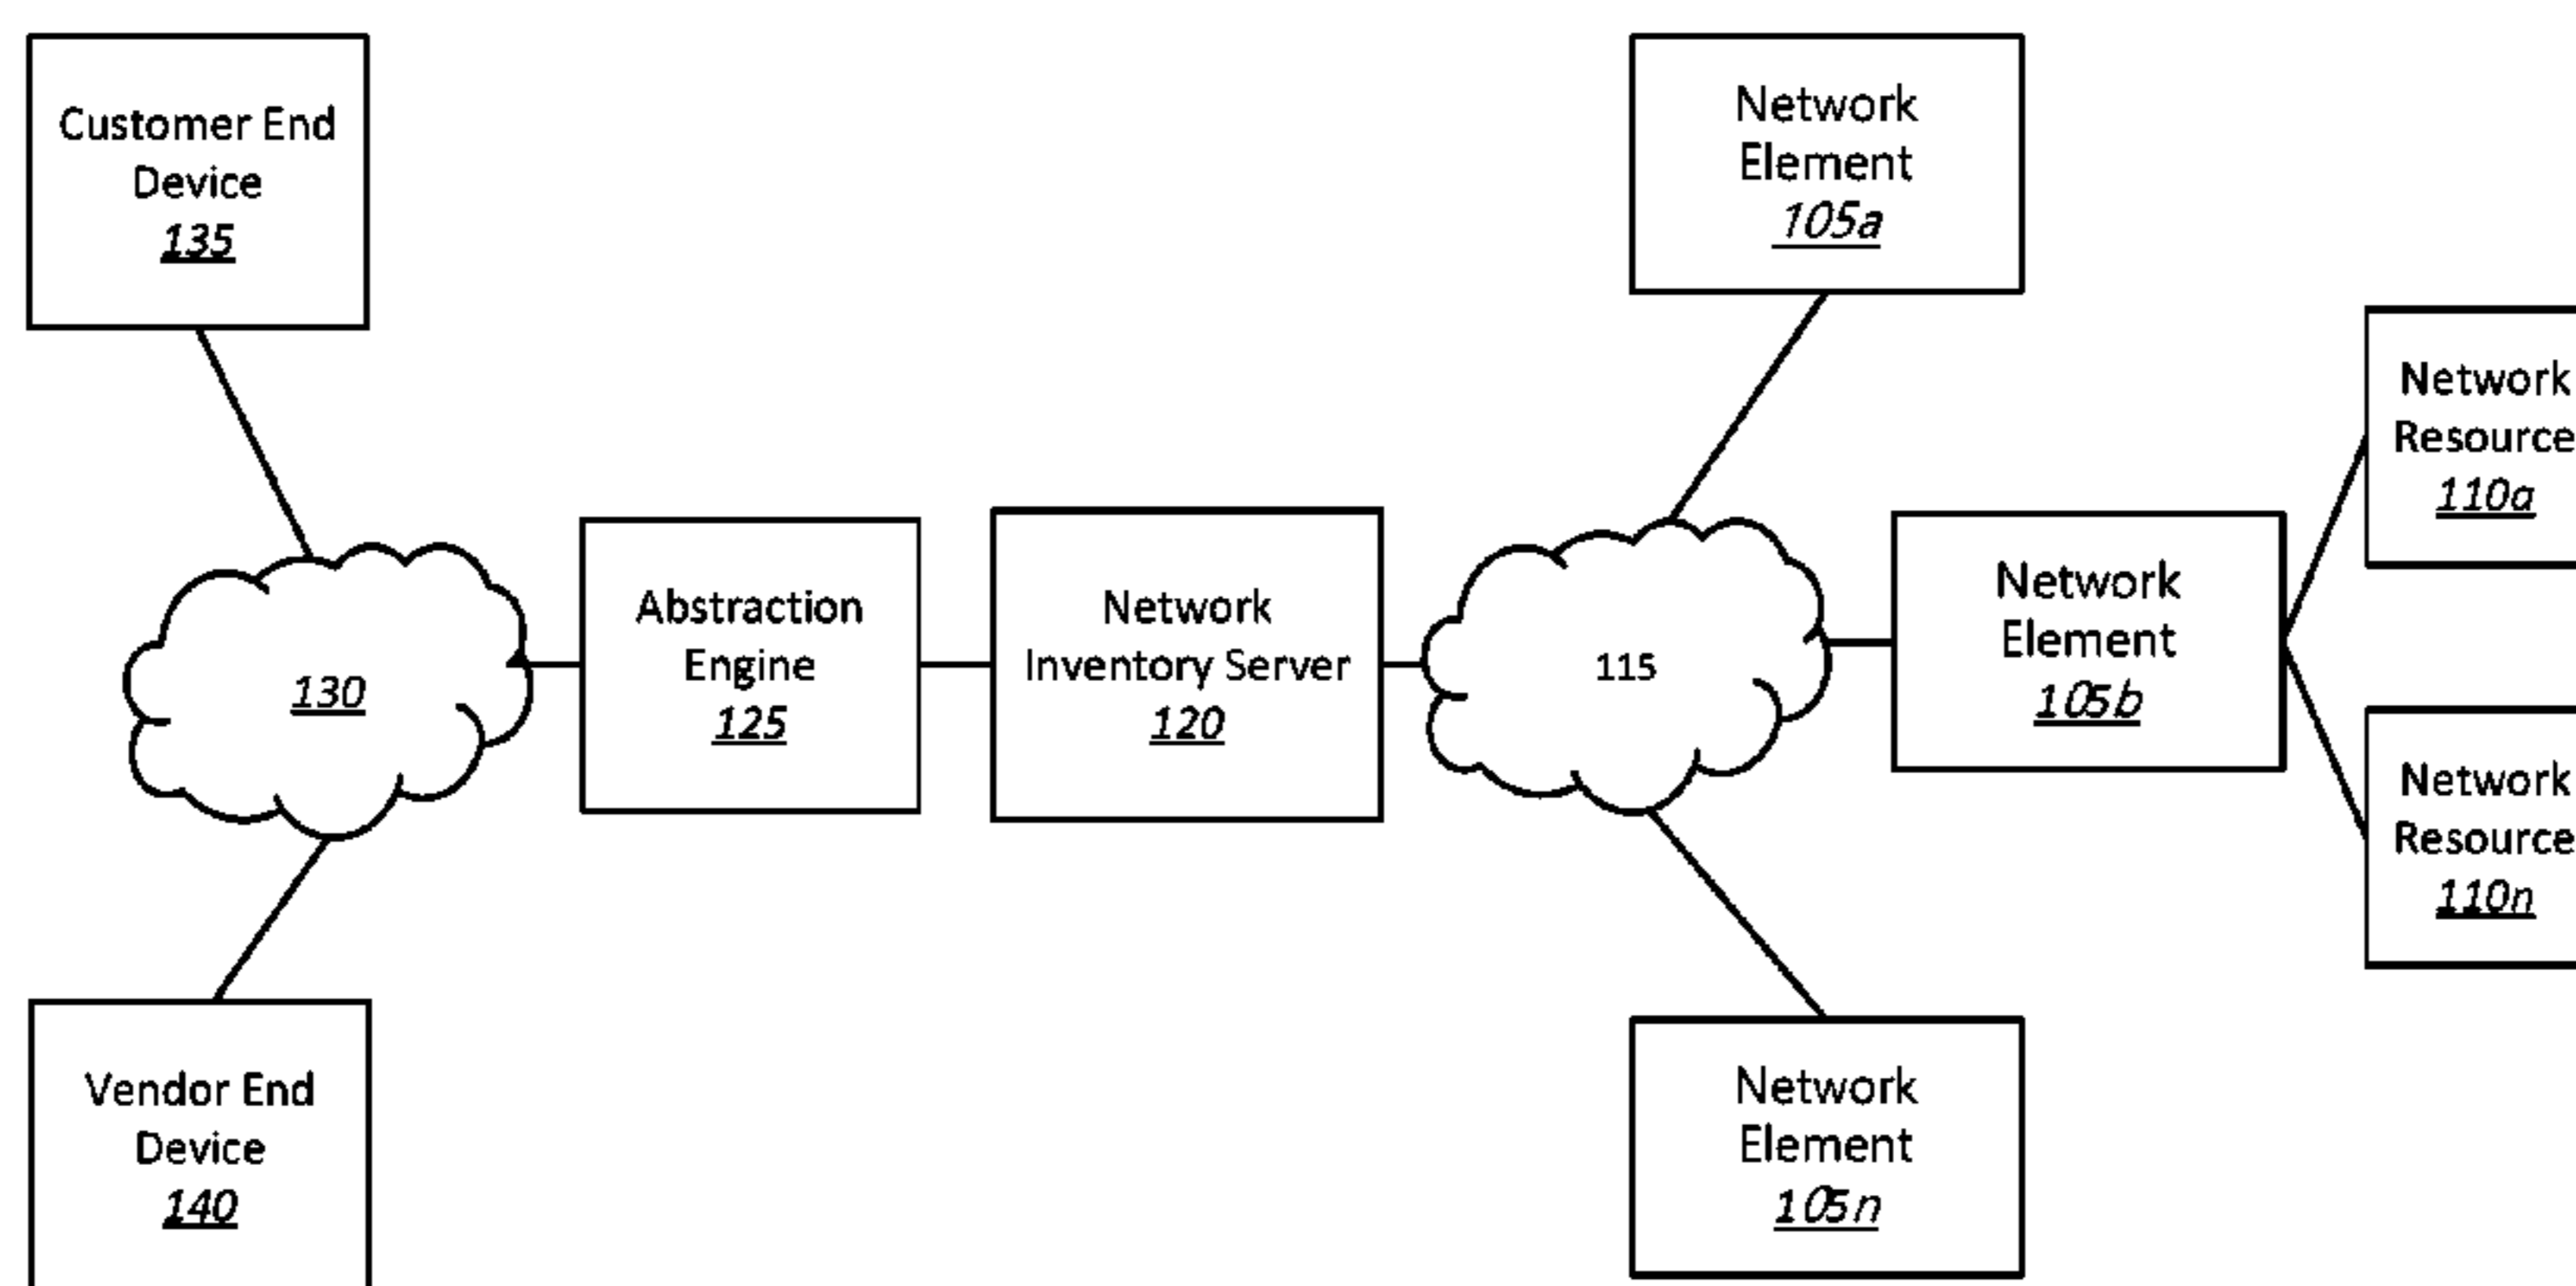 Customer End
Device
135
Vendor End
Device
140
130
Abstraction
Engine
125
Network
Inventory Server
120
115
Network
Element
105a
Network
Element
105b
Network
Element
105n
Network
Resource
110a
Network
Resource
110n